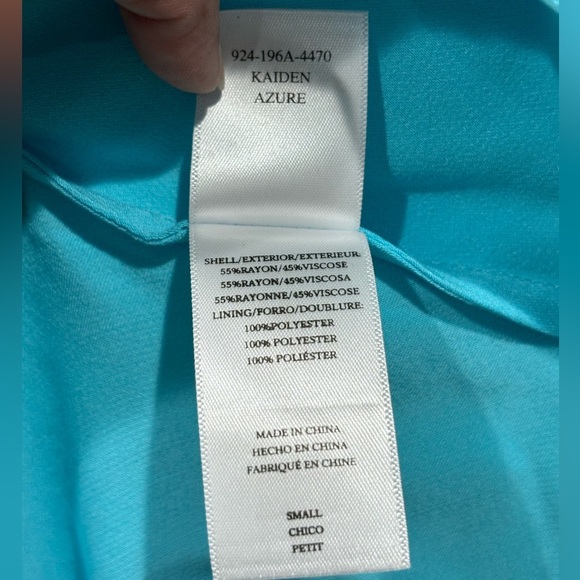 924-196A-4470
KAIDEN
AZURE
SHELL/EXTERIOR/EXTERIEUR:
55%RAYON/45%VISCOSE
55%RAYON/45%VISCOSA
55%RAYONNE/45%VISCOSE
LINING/FORRO/DOUBLURE:
100%POLYESTER
100% POLYESTER
100% POLIÉSTER
MADE IN CHINA
HECHO EN CHINA
FABRIQUÉ EN CHINE
SMALL
CHICO
PETIT